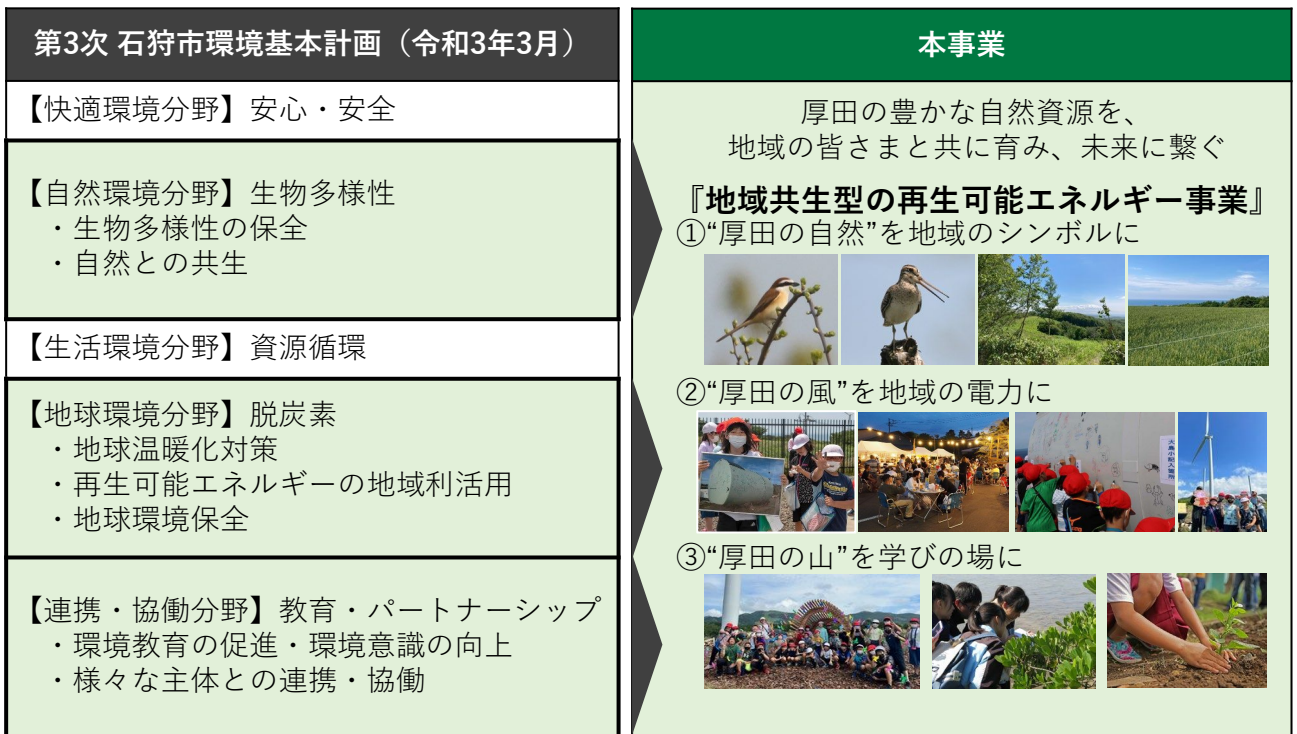 第3次 石狩市環境基本計画（令和3年3月）
【快適環境分野】安心・安全
【自然環境分野】生物多様性
・生物多様性の保全
・自然との共生
【生活環境分野】資源循環
【地球環境分野】脱炭素
・地球温暖化対策
・再生可能エネルギーの地域利活用
・地球環境保全
【連携・協働分野】教育・パートナーシップ
・環境教育の促進・環境意識の向上
・様々な主体との連携・協働
本事業
厚田の豊かな自然資源を、
地域の皆さまと共に育み、未来に繋ぐ
『地域共生型の再生可能エネルギー事業』
①“厚田の自然”を地域のシンボルに
②“厚田の風”を地域の電力に
③“厚田の山”を学びの場に